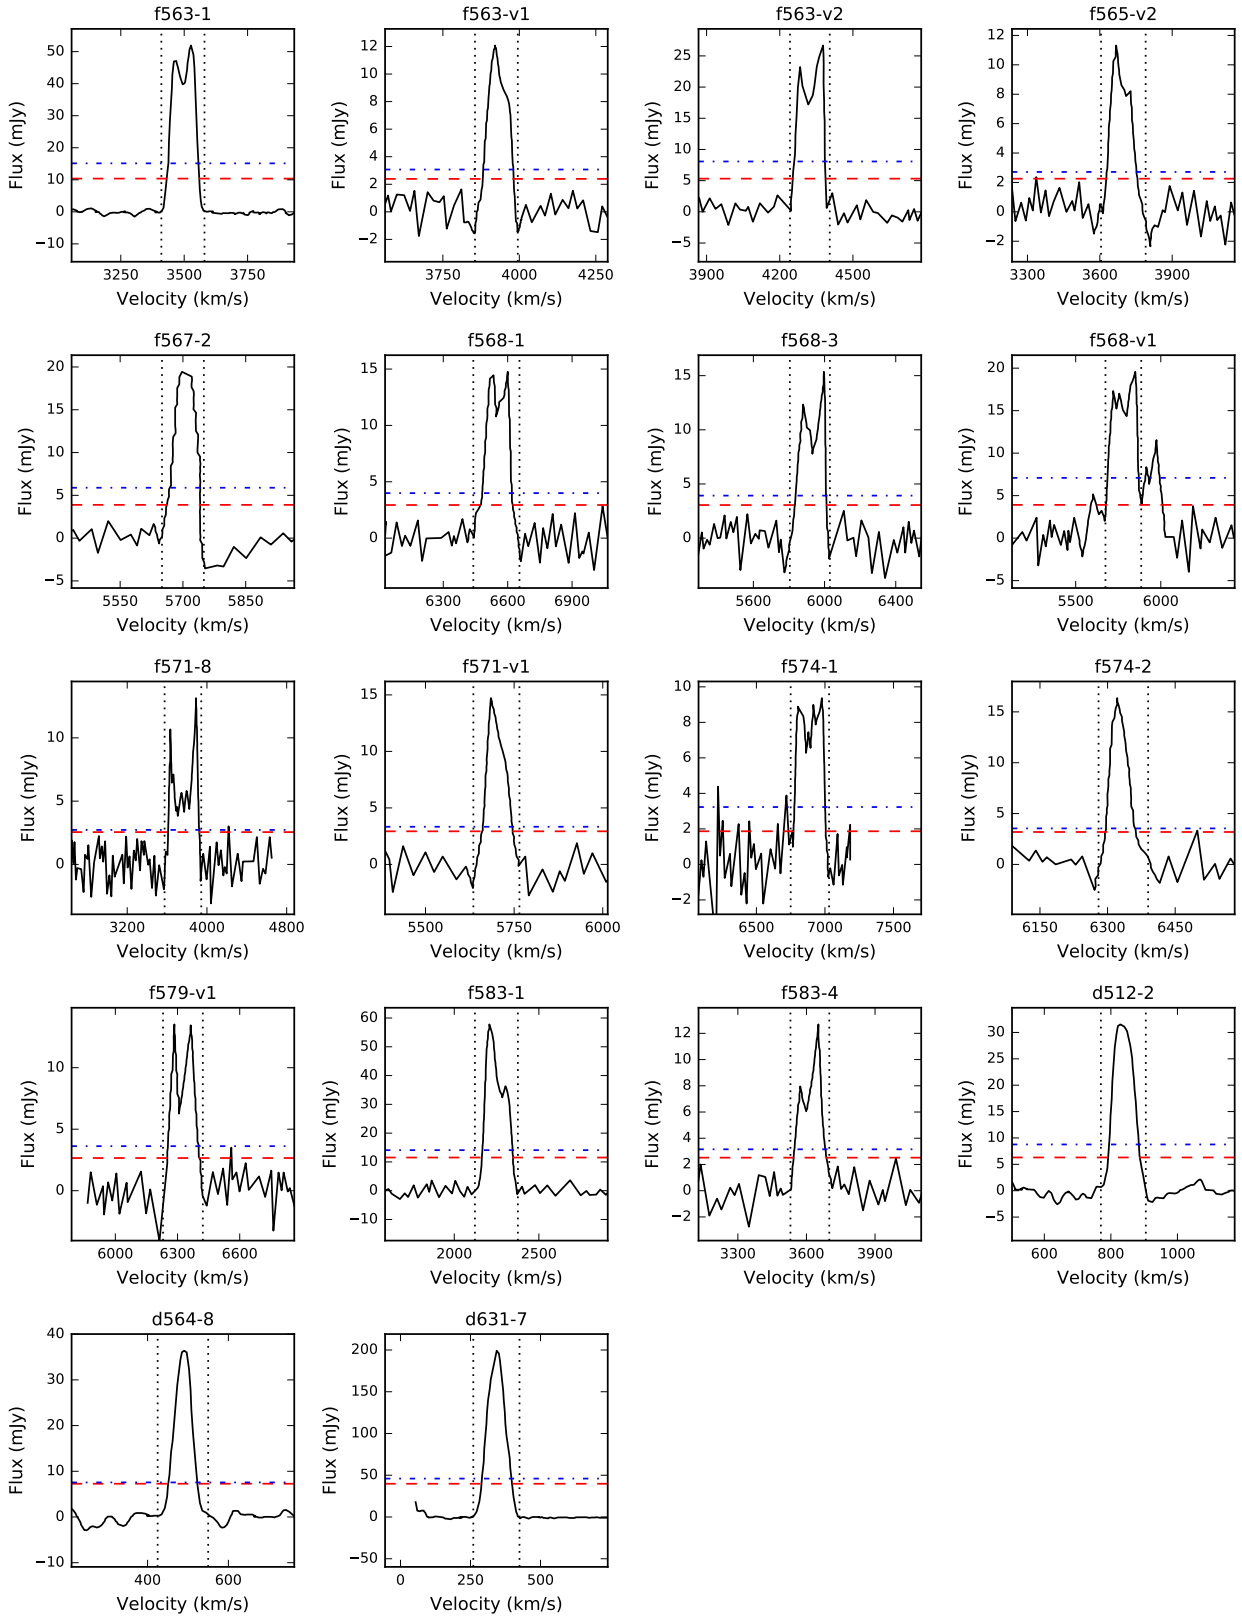 f563-1
f563-v1
f563-v2
f565-v2
50
40
30
20
10
0
−10
Flux (mJy)
3250 3500 3750
Velocity (km/s)
12
10
8
6
4
2
0
−2
Flux (mJy)
3750 4000 4250
Velocity (km/s)
25
20
15
10
5
0
−5
Flux (mJy)
3900 4200 4500
Velocity (km/s)
12
10
8
6
4
2
0
−2
Flux (mJy)
3300 3600 3900
Velocity (km/s)
f567-2
f568-1
f568-3
f568-v1
20
15
10
5
0
−5
Flux (mJy)
5550 5700 5850
Velocity (km/s)
15
10
5
0
Flux (mJy)
6300 6600 6900
Velocity (km/s)
15
10
5
0
Flux (mJy)
5600 6000 6400
Velocity (km/s)
20
15
10
5
0
−5
Flux (mJy)
5500 6000
Velocity (km/s)
f571-8
f571-v1
f574-1
f574-2
10
5
0
Flux (mJy)
3200 4000 4800
Velocity (km/s)
15
10
5
0
Flux (mJy)
5500 5750 6000
Velocity (km/s)
10
8
6
4
2
0
−2
Flux (mJy)
6500 7000 7500
Velocity (km/s)
15
10
5
0
Flux (mJy)
6150 6300 6450
Velocity (km/s)
f579-v1
f583-1
f583-4
d512-2
10
5
0
Flux (mJy)
6000 6300 6600
Velocity (km/s)
60
50
40
30
20
10
0
−10
Flux (mJy)
2000 2500
Velocity (km/s)
12
10
8
6
4
2
0
−2
Flux (mJy)
3300 3600 3900
Velocity (km/s)
30
25
20
15
10
5
0
−5
Flux (mJy)
600 800 1000
Velocity (km/s)
d564-8
d631-7
40
30
20
10
0
−10
Flux (mJy)
400 600
Velocity (km/s)
200
150
100
50
0
−50
Flux (mJy)
0 250 500
Velocity (km/s)